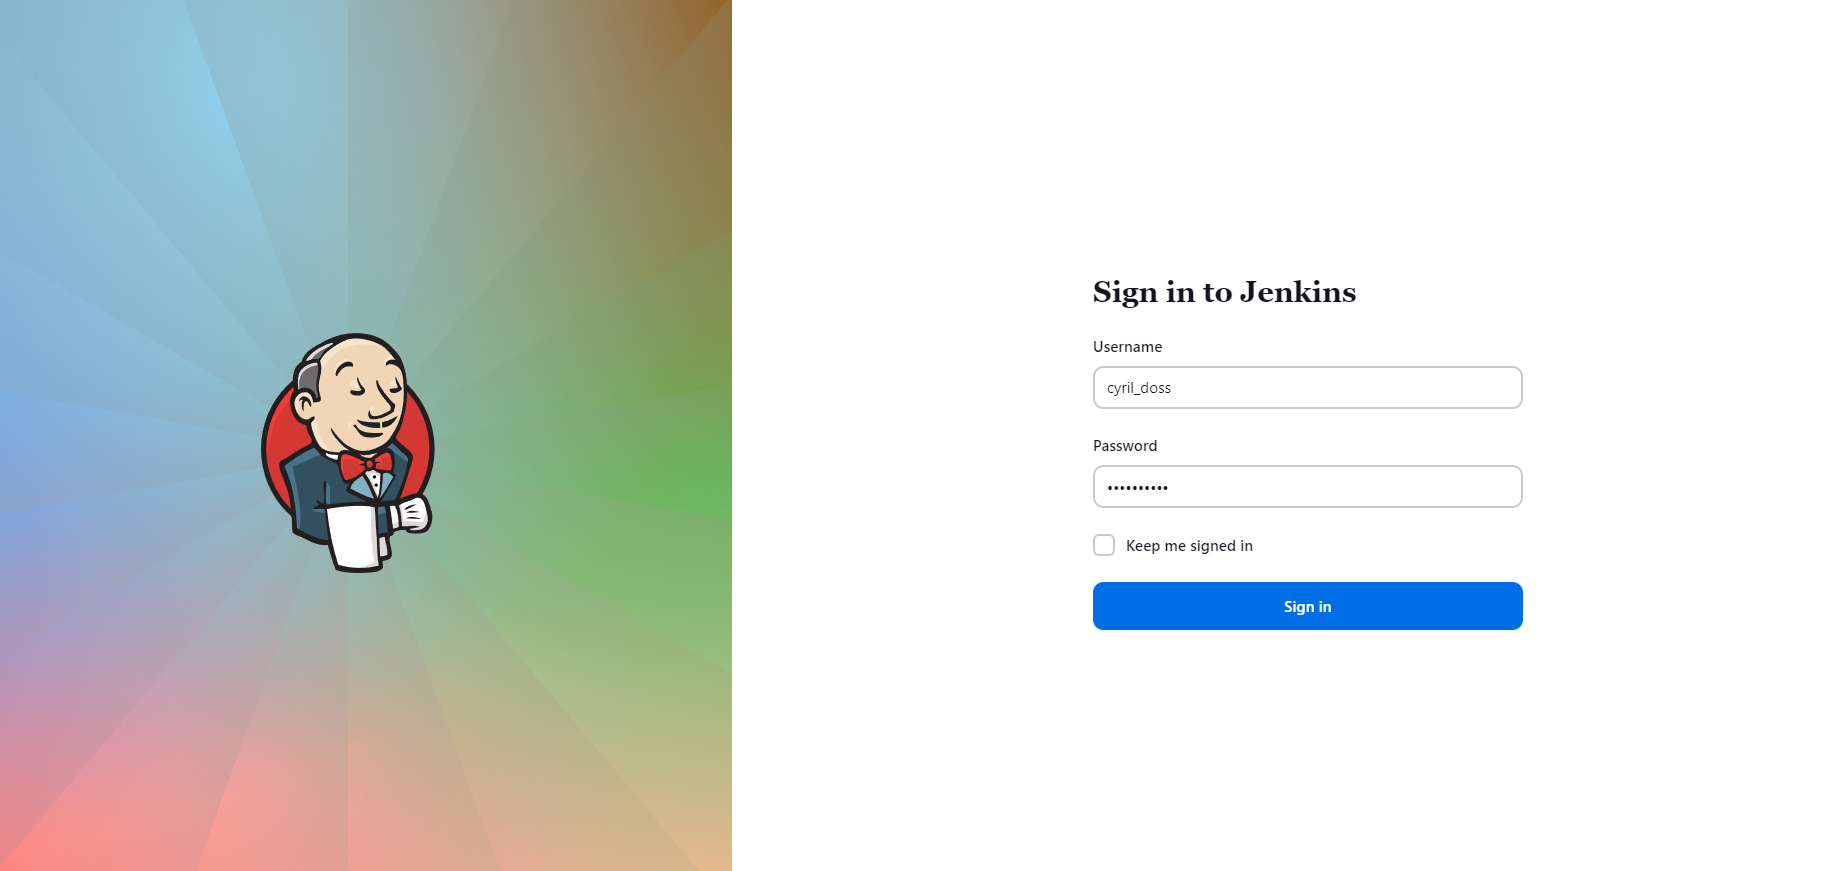 Sign in to Jenkins
Username
cyril_doss
Password
••••••••••
Keep me signed in
Sign in